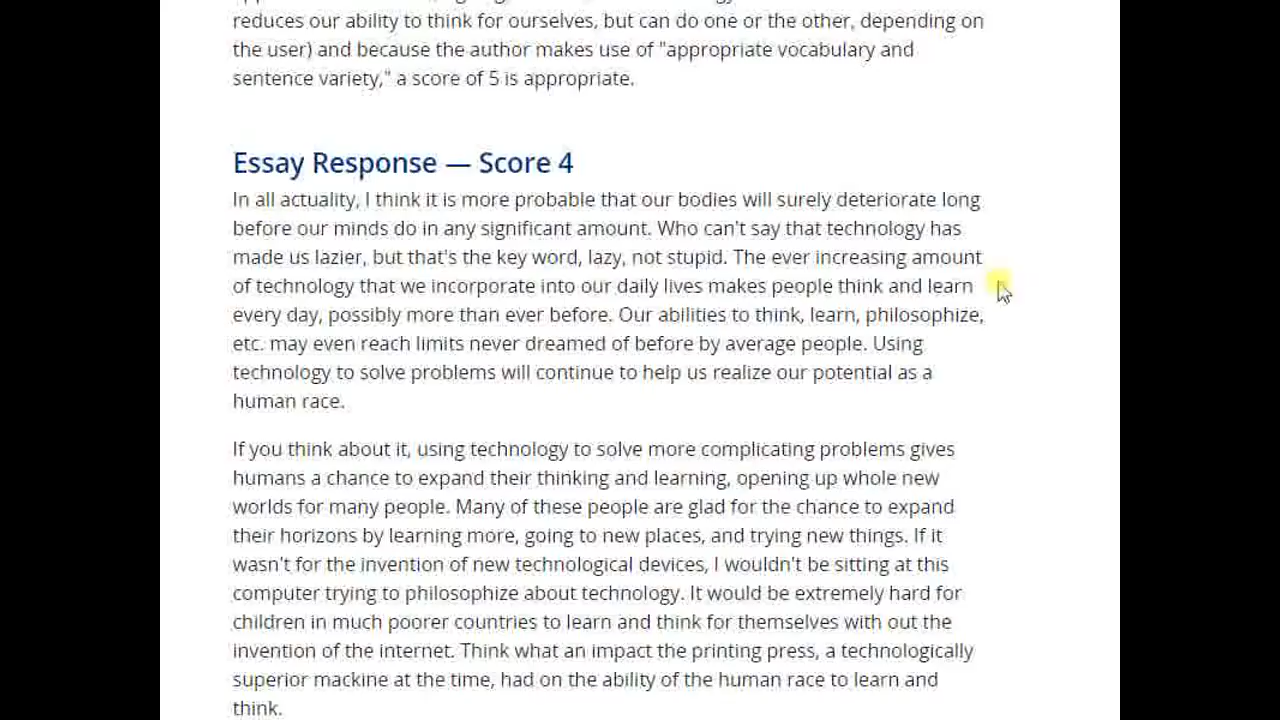 reduces our ability to think for ourselves, but can do one or the other, depending on
the user) and because the author makes use of "appropriate vocabulary and
sentence variety," a score of 5 is appropriate.
Essay Response — Score 4
In all actuality, I think it is more probable that our bodies will surely deteriorate long
before our minds do in any significant amount. Who can't say that technology has
made us lazier, but that's the key word, lazy, not stupid. The ever increasing amount
of technology that we incorporate into our daily lives makes people think and learn
every day, possibly more than ever before. Our abilities to think, learn, philosophize,
etc. may even reach limits never dreamed of before by average people. Using
technology to solve problems will continue to help us realize our potential as a
human race.
If you think about it, using technology to solve more complicating problems gives
humans a chance to expand their thinking and learning, opening up whole new
worlds for many people. Many of these people are glad for the chance to expand
their horizons by learning more, going to new places, and trying new things. If it
wasn't for the invention of new technological devices, I wouldn't be sitting at this
computer trying to philosophize about technology. It would be extremely hard for
children in much poorer countries to learn and think for themselves with out the
invention of the internet. Think what an impact the printing press, a technologically
superior mackine at the time, had on the ability of the human race to learn and
think.